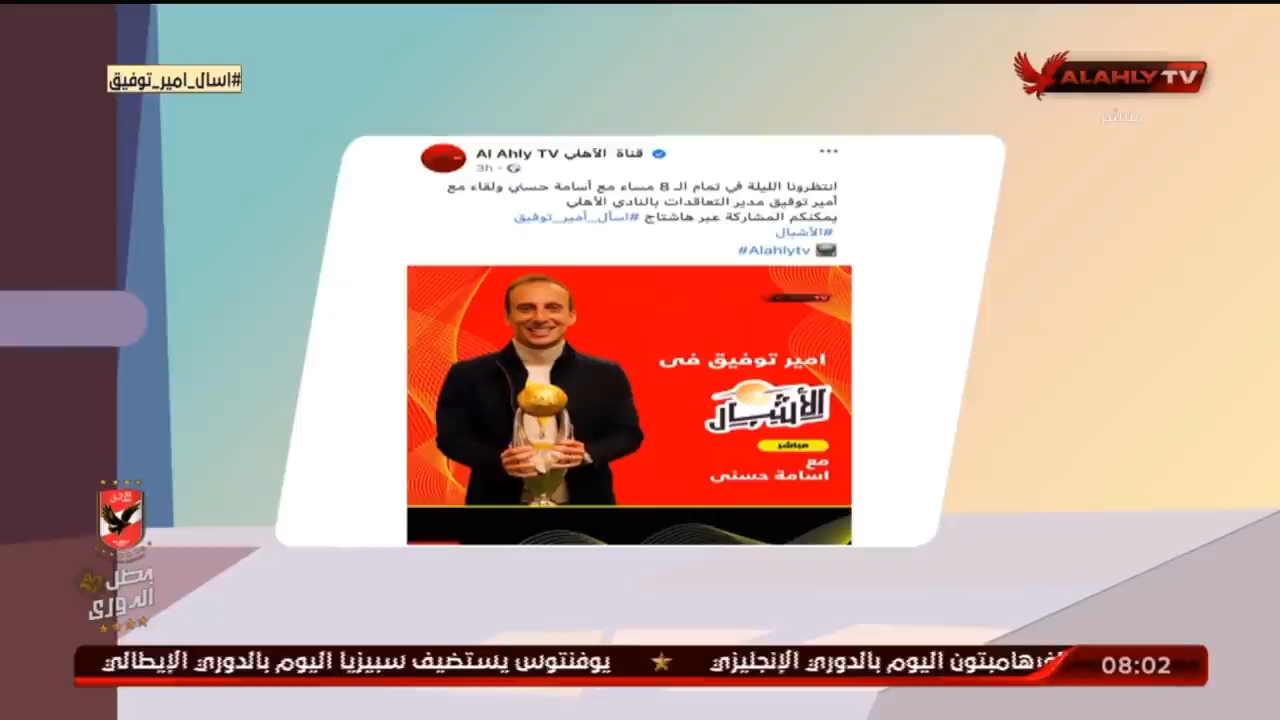 #اسال_امير_توفيق
ALAHLY TV
مباشر
Al Ahly TV قناة الأهلي
3h
انتظرونا الليلة في تمام الـ 8 مساء مع أسامة حسني ولقاء مع
أمير توفيق مدير التعاقدات بالنادي الأهلي
يمكنكم المشاركة عبر هاشتاج #اسأل_أمير_توفيق
#الأشبال
#Alahlytv
امير توفيق فى
الأشبال
مباشر
مع
اسامة حسنى
بطل
الدوري
يوفنتوس يستضيف سبيزيا اليوم بالدوري الإيطالي
اليوم بالدوري الإنجليزي
08:02